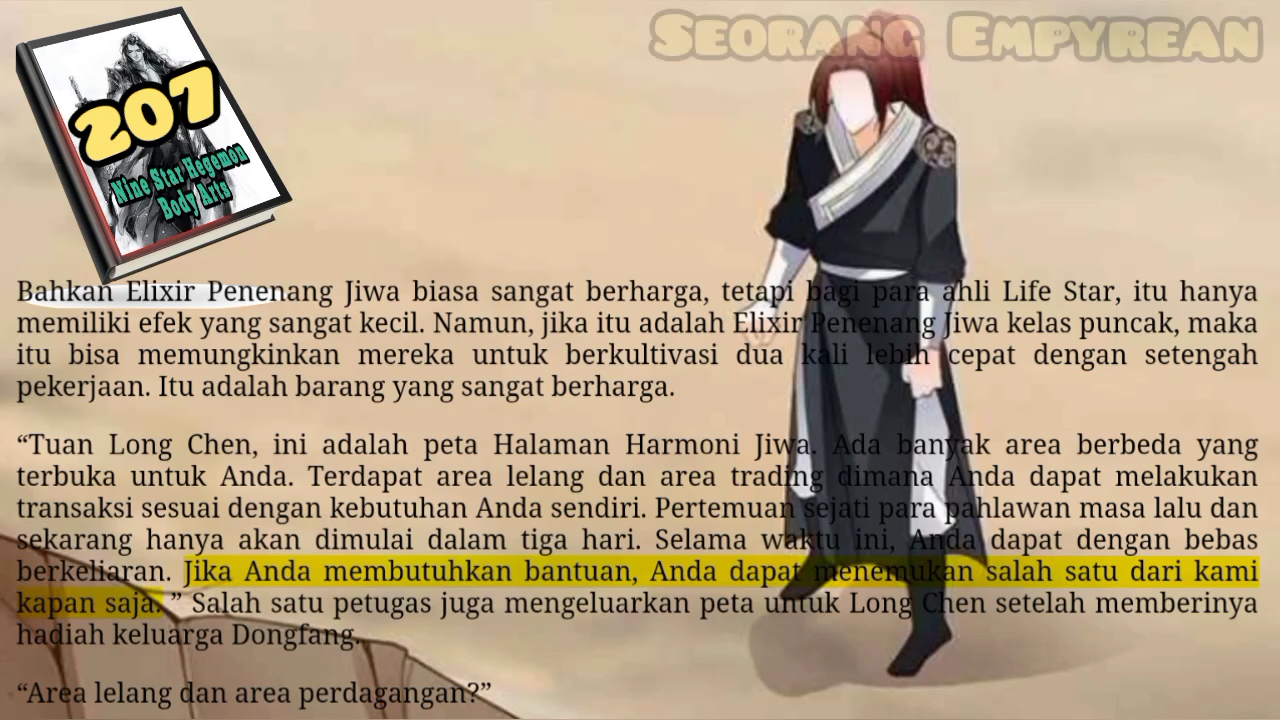 Seorang Empyrean
207
Nine Star Hegemon
Body Arts
Bahkan Elixir Penenang Jiwa biasa sangat berharga, tetapi bagi para ahli Life Star, itu hanya
memiliki efek yang sangat kecil. Namun, jika itu adalah Elixir Penenang Jiwa kelas puncak, maka
itu bisa memungkinkan mereka untuk berkultivasi dua kali lebih cepat dengan setengah
pekerjaan. Itu adalah barang yang sangat berharga.
“Tuan Long Chen, ini adalah peta Halaman Harmoni Jiwa. Ada banyak area berbeda yang
terbuka untuk Anda. Terdapat area lelang dan area trading dimana Anda dapat melakukan
transaksi sesuai dengan kebutuhan Anda sendiri. Pertemuan sejati para pahlawan masa lalu dan
sekarang hanya akan dimulai dalam tiga hari. Selama waktu ini, Anda dapat dengan bebas
berkeliaran. Jika Anda membutuhkan bantuan, Anda dapat menemukan salah satu dari kami
kapan saja. ” Salah satu petugas juga mengeluarkan peta untuk Long Chen setelah memberinya
hadiah keluarga Dongfang.
“Area lelang dan area perdagangan?”